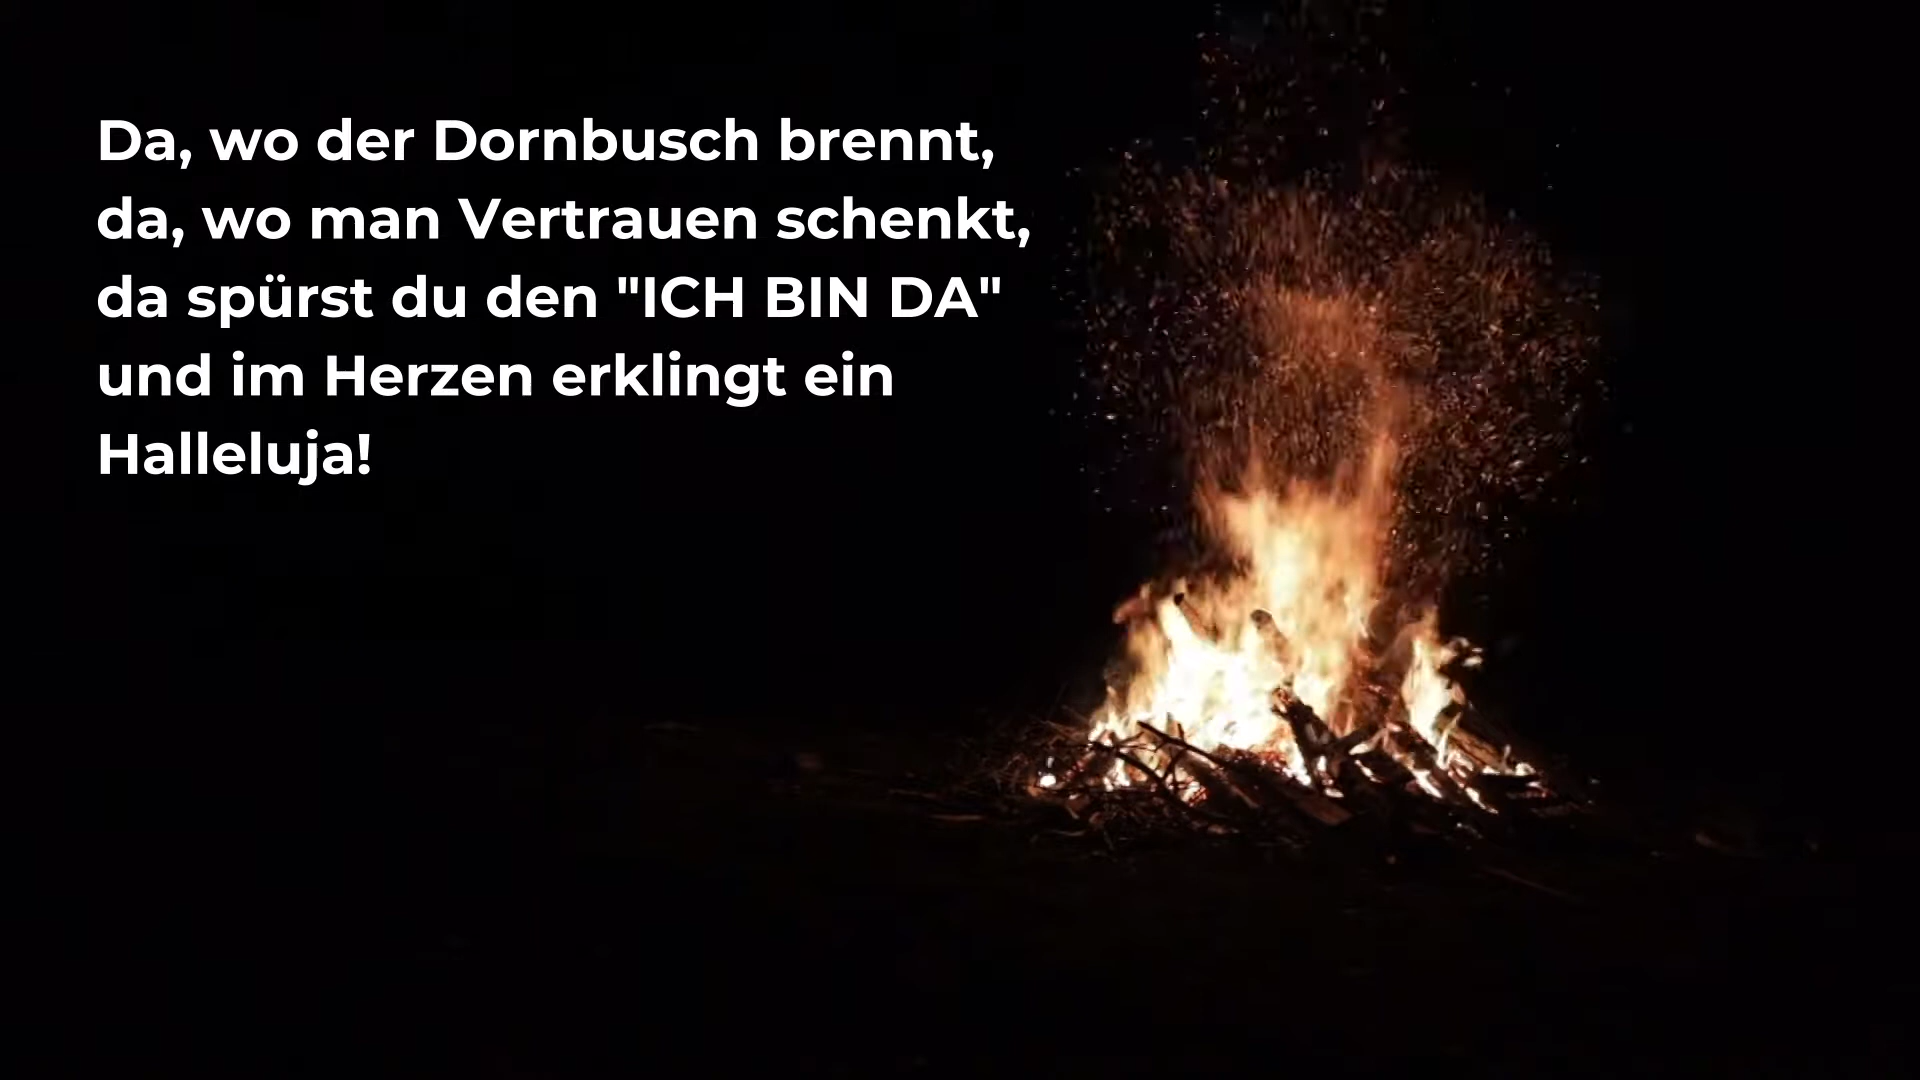 Da, wo der Dornbusch brennt,
da, wo man Vertrauen schenkt,
da spürst du den "ICH BIN DA"
und im Herzen erklingt ein
Halleluja!